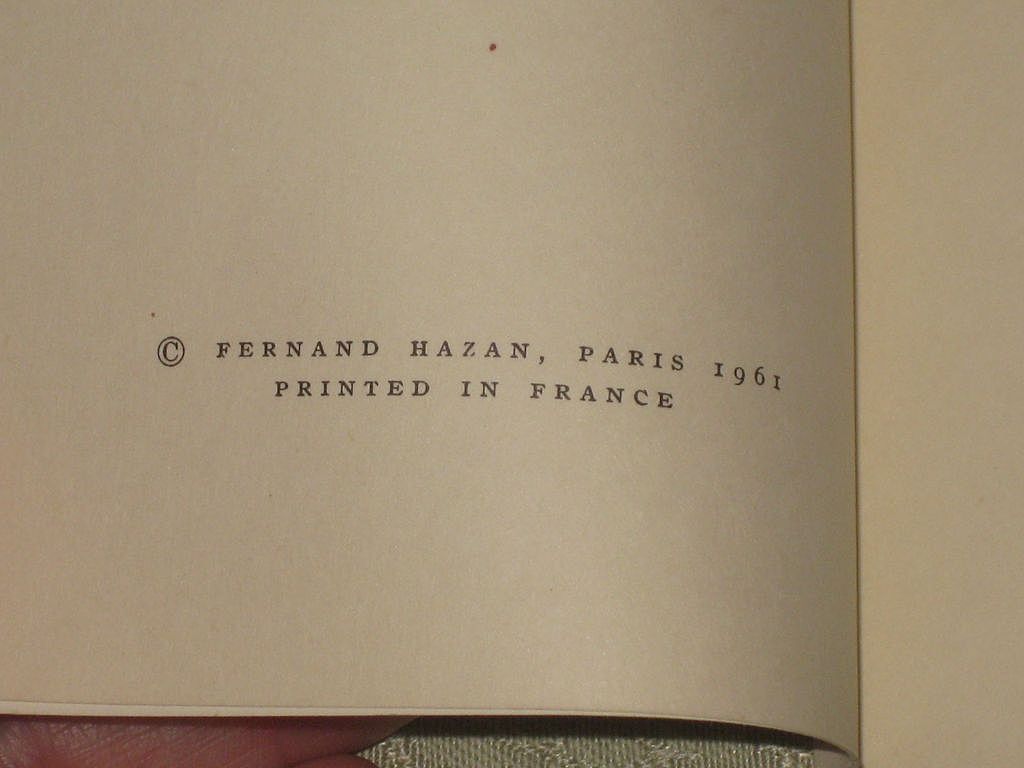 © FERNAND HAZAN, PARIS 1961
PRINTED IN FRANCE